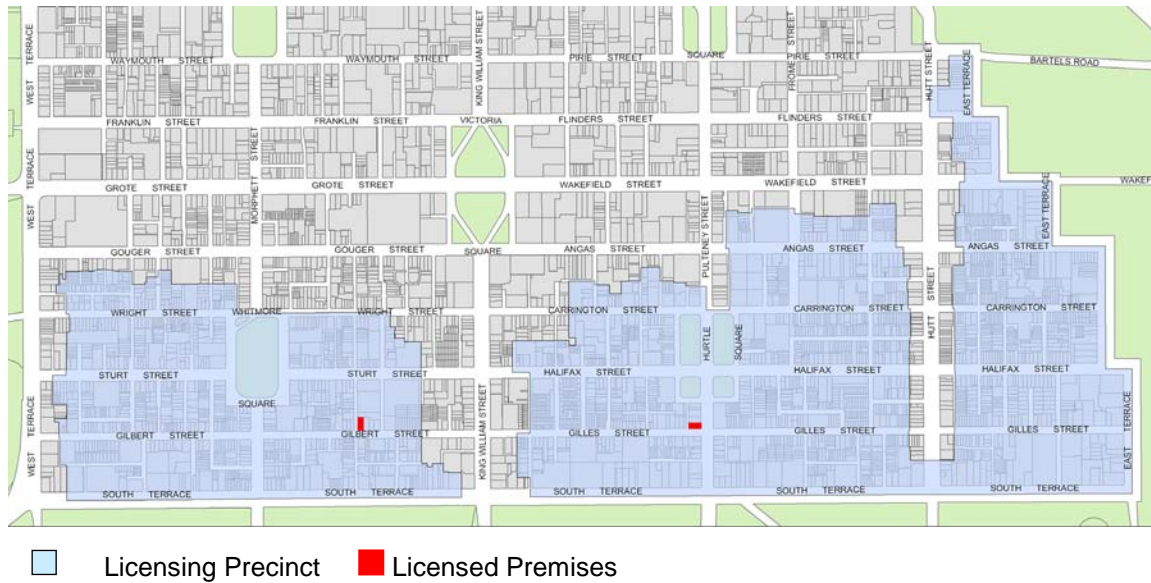 WAYMOUTH STREET
WAYMOUTH STREET
PIRIE STREET
SQUARE
PIRIE STREET
BARTELS ROAD
WEST TERRACE
KING WILLIAM STREET
FROME STREET
HUTT STREET
EAST TERRACE
FRANKLIN STREET
FRANKLIN STREET
VICTORIA
FLINDERS STREET
FLINDERS STREET
WEST TERRACE
MORPHETT STREET
GROTE STREET
GROTE STREET
WAKEFIELD STREET
WAKEFIELD STREET
WAKEF
PULTENEY STREET
EAST TERRACE
GOUGER STREET
GOUGER STREET
SQUARE
ANGAS STREET
ANGAS STREET
ANGAS STREET
HUTT STREET
WRIGHT STREET
WHITMORE
WRIGHT STREET
CARRINGTON STREET
CARRINGTON STREET
CARRINGTON STREET
HURTLE SQUARE
STURT STREET
STURT STREET
HALIFAX STREET
HALIFAX STREET
HALIFAX STREET
SQUARE
WEST TERRACE
KING WILLIAM STREET
EAST TERRACE
GILBERT STREET
GILBERT STREET
GILLES STREET
GILLES STREET
GILLES STREET
SOUTH TERRACE
SOUTH TERRACE
SOUTH TERRACE
SOUTH TERRACE
SOUTH TERRACE
Licensing Precinct Licensed Premises